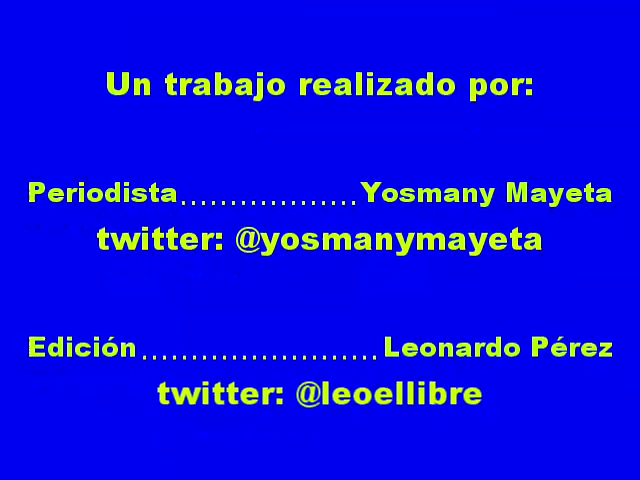 Un trabajo realizado por:
Periodista..................Yosmany Mayeta
twitter: @yosmanymayeta
Edición........................Leonardo Pérez
twitter: @leoellibre